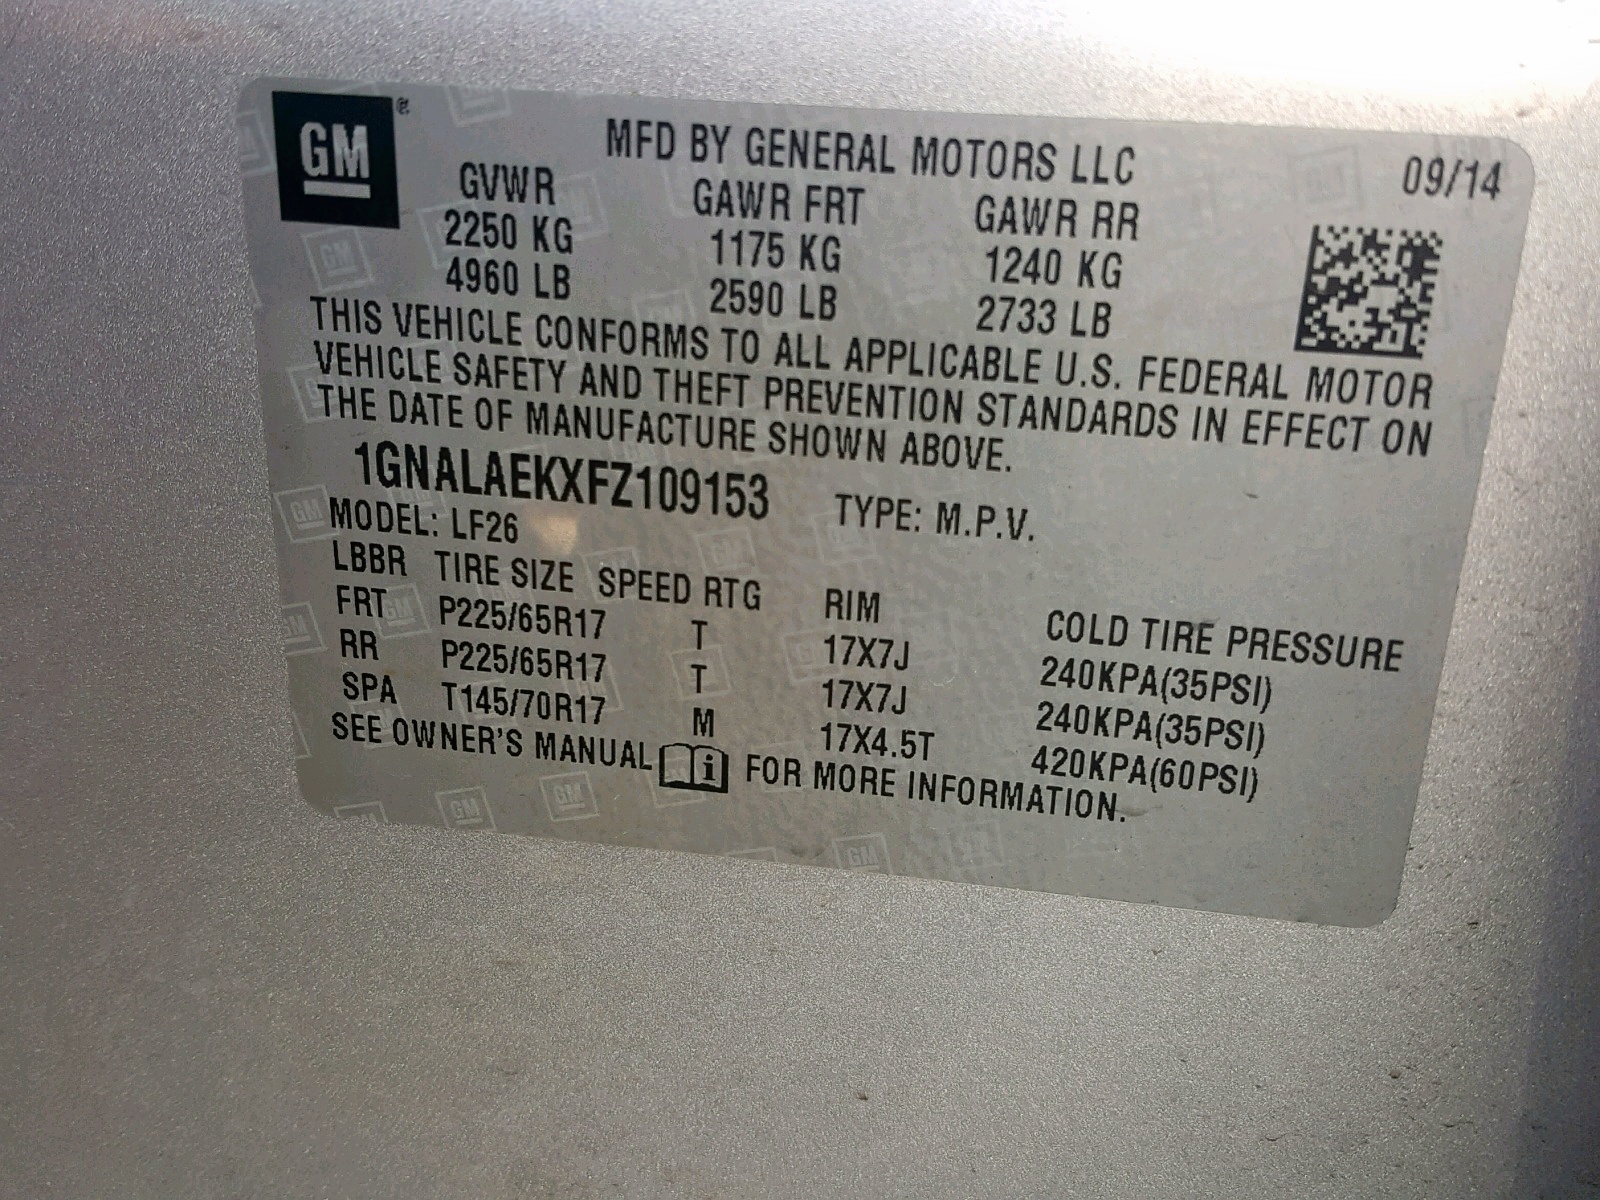 GM®
MFD BY GENERAL MOTORS LLC 09/14
GVWR GAWR FRT GAWR RR
2250 KG 1175 KG 1240 KG
4960 LB 2590 LB 2733 LB
THIS VEHICLE CONFORMS TO ALL APPLICABLE U.S. FEDERAL MOTOR
VEHICLE SAFETY AND THEFT PREVENTION STANDARDS IN EFFECT ON
THE DATE OF MANUFACTURE SHOWN ABOVE.
1GNALAEKXFZ109153 TYPE: M.P.V.
MODEL: LF26
LBBR TIRE SIZE SPEED RTG RIM COLD TIRE PRESSURE
FRT P225/65R17 T 17X7J 240KPA(35PSI)
RR P225/65R17 T 17X7J 240KPA(35PSI)
SPA T145/70R17 M 17X4.5T 420KPA(60PSI)
SEE OWNER'S MANUAL i FOR MORE INFORMATION.